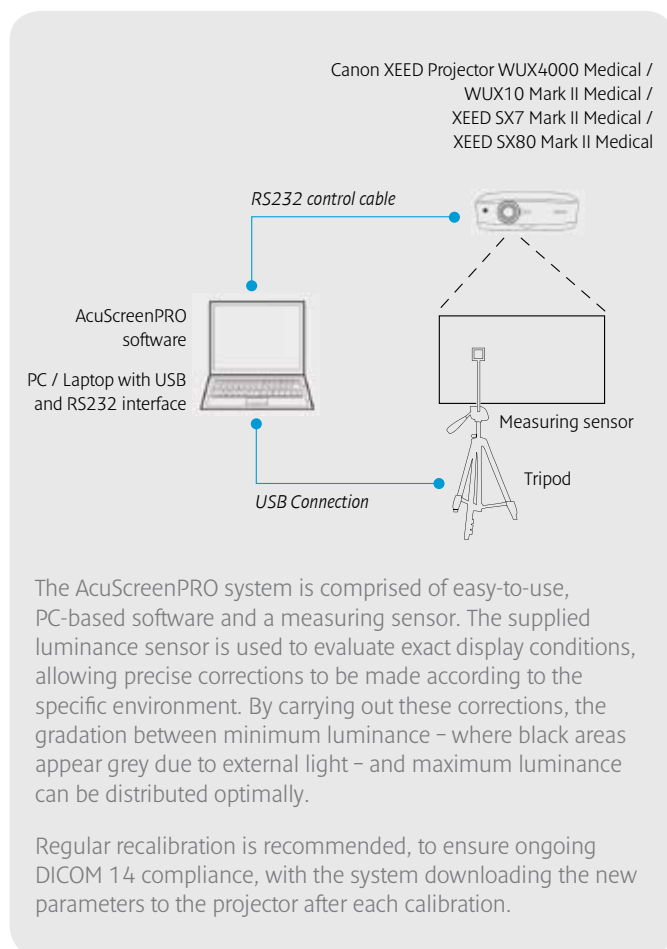 Canon XEED Projector WUX4000 Medical /
WUX10 Mark II Medical /
XEED SX7 Mark II Medical /
XEED SX80 Mark II Medical
RS232 control cable
AcuScreenPRO
software
PC / Laptop with USB
and RS232 interface
Measuring sensor
Tripod
USB Connection
The AcuScreenPRO system is comprised of easy-to-use,
PC-based software and a measuring sensor. The supplied
luminance sensor is used to evaluate exact display conditions,
allowing precise corrections to be made according to the
specific environment. By carrying out these corrections, the
gradation between minimum luminance – where black areas
appear grey due to external light – and maximum luminance
can be distributed optimally.
Regular recalibration is recommended, to ensure ongoing
DICOM 14 compliance, with the system downloading the new
parameters to the projector after each calibration.